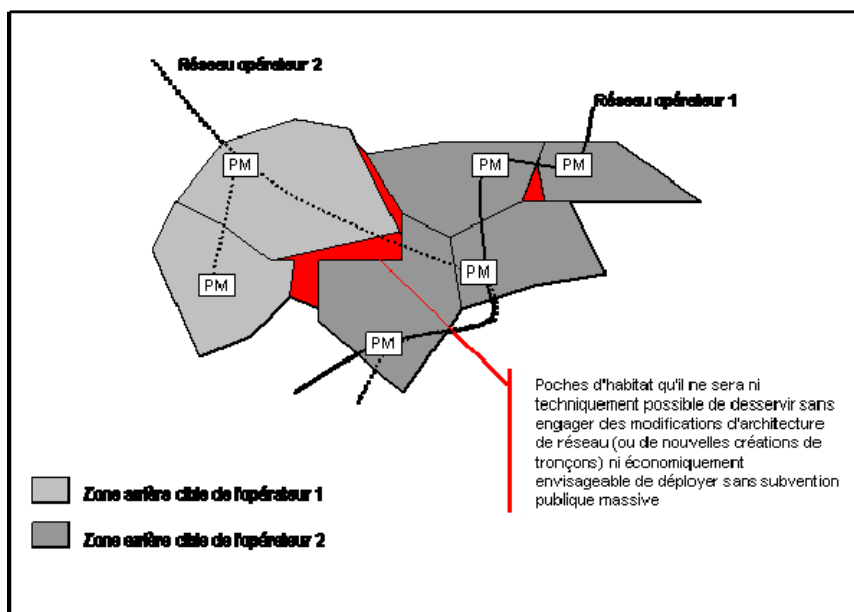 Réseau opérateur 2
Réseau opérateur 1
PM
PM
PM
PM
PM
PM
Poches d'habitat qu'il ne sera ni
techniquement possible de desservir sans
engager des modifications d'architecture
de réseau (ou de nouvelles créations de
tronçons) ni économiquement
envisageable de déployer sans subvention
publique massive
Zone arrière cible de l'opérateur 1
Zone arrière cible de l'opérateur 2